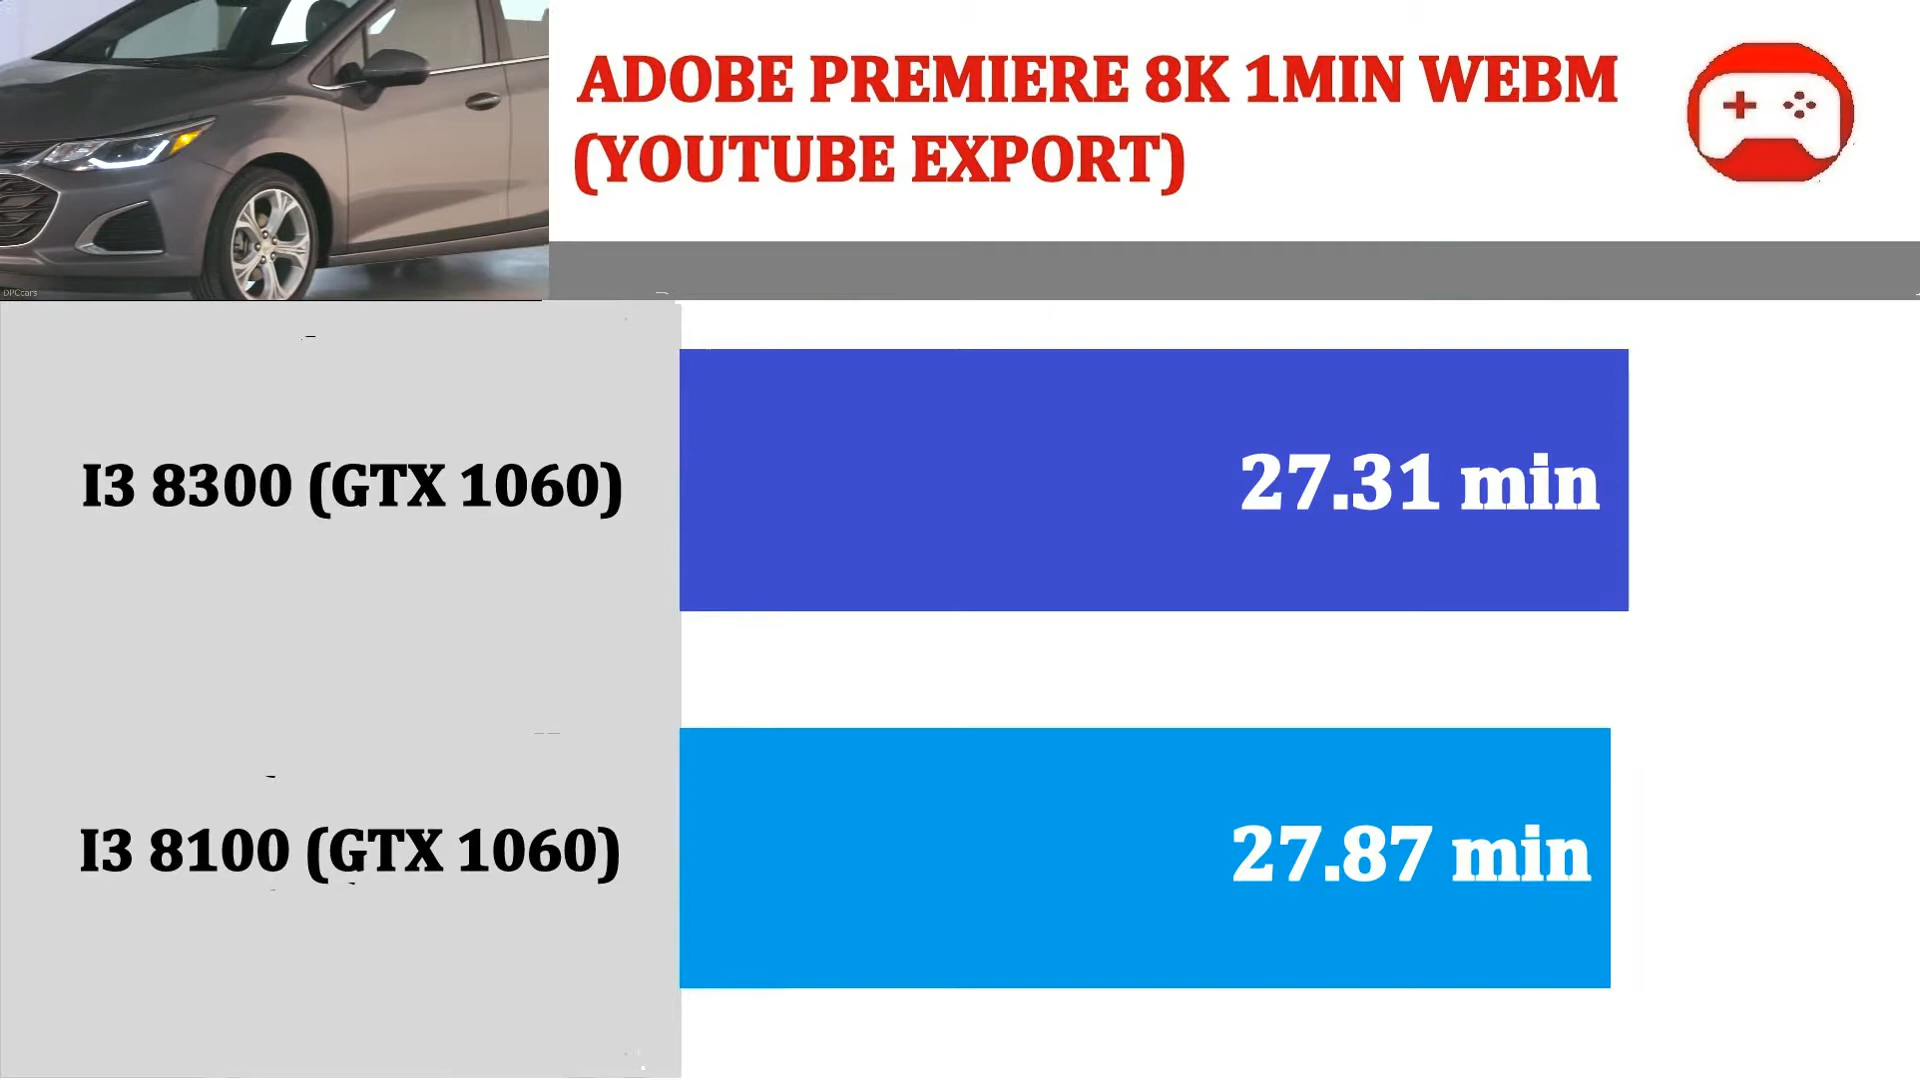 ADOBE PREMIERE 8K 1MIN WEBM
(YOUTUBE EXPORT)
DPCcars
I3 8300 (GTX 1060)
27.31 min
I3 8100 (GTX 1060)
27.87 min